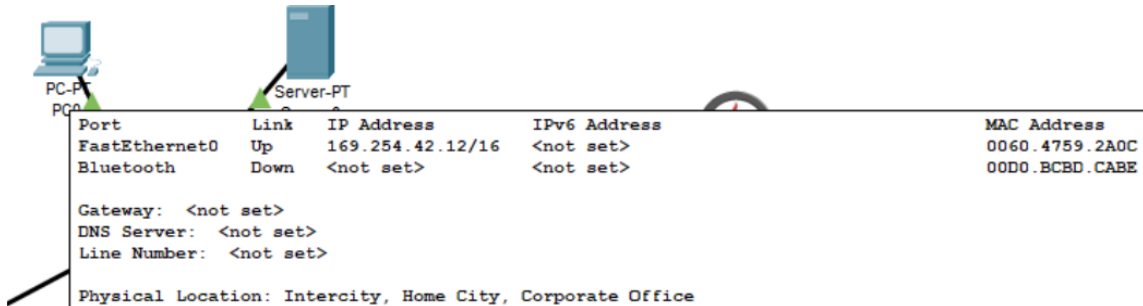 PC-PT
Server-PT
Port Link IP Address IPv6 Address MAC Address
FastEthernet0 Up 169.254.42.12/16 <not set> 0060.4759.2A0C
Bluetooth Down <not set> <not set> 00D0.BCBD.CABE
Gateway: <not set>
DNS Server: <not set>
Line Number: <not set>
Physical Location: Intercity, Home City, Corporate Office